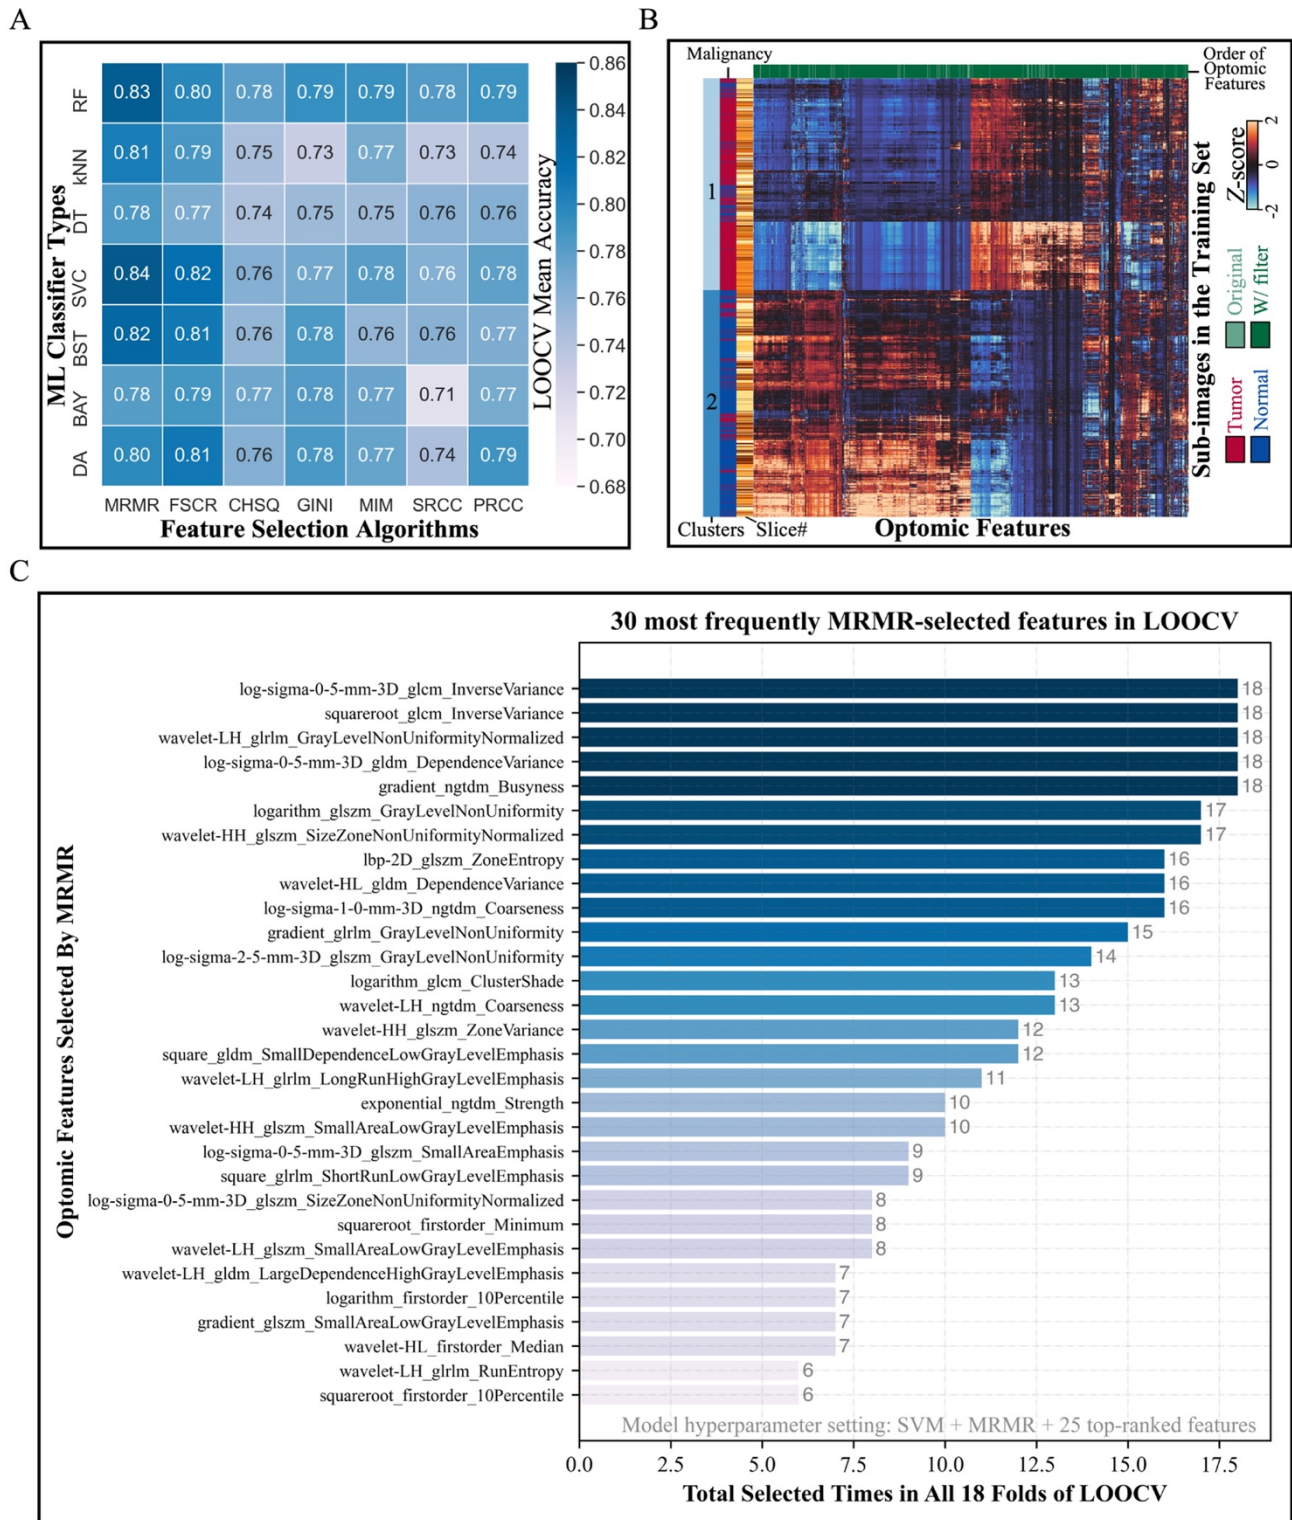 A
ML Classifier Types
RF
kNN
DT
SVC
BST
BAY
DA
0.83 0.80 0.78 0.79 0.79 0.78 0.79
0.81 0.79 0.75 0.73 0.77 0.73 0.74
0.78 0.77 0.74 0.75 0.75 0.76 0.76
0.84 0.82 0.76 0.77 0.78 0.76 0.78
0.82 0.81 0.76 0.78 0.76 0.76 0.77
0.78 0.79 0.77 0.78 0.77 0.71 0.77
0.80 0.81 0.76 0.78 0.77 0.74 0.79
MRMR FSCR CHSQ GINI MIM SRCC PRCC
Feature Selection Algorithms
LOOCV Mean Accuracy
0.86
0.84
0.82
0.80
0.78
0.76
0.74
0.72
0.70
0.68
B
Malignancy
Order of
Optomic
Features
1
2
Clusters Slice#
Optomic Features
Sub-images in the Training Set
Z-score
2
0
-2
Original
W/ filter
Tumor
Normal
C
30 most frequently MRMR-selected features in LOOCV
Optomic Features Selected By MRMR
log-sigma-0-5-mm-3D_glcm_InverseVariance 18
squareroot_glcm_InverseVariance 18
wavelet-LH_glrlm_GrayLevelNonUniformityNormalized 18
log-sigma-0-5-mm-3D_gldm_DependenceVariance 18
gradient_ngtdm_Busyness 18
logarithm_glszm_GrayLevelNonUniformity 17
wavelet-HH_glszm_SizeZoneNonUniformityNormalized 17
lbp-2D_glszm_ZoneEntropy 16
wavelet-HL_gldm_DependenceVariance 16
log-sigma-1-0-mm-3D_ngtdm_Coarseness 16
gradient_glrlm_GrayLevelNonUniformity 15
log-sigma-2-5-mm-3D_glszm_GrayLevelNonUniformity 14
logarithm_glcm_ClusterShade 13
wavelet-LH_ngtdm_Coarseness 13
wavelet-HH_glszm_ZoneVariance 12
square_gldm_SmallDependenceLowGrayLevelEmphasis 12
wavelet-LH_glrlm_LongRunHighGrayLevelEmphasis 11
exponential_ngtdm_Strength 10
wavelet-HH_glszm_SmallAreaLowGrayLevelEmphasis 10
log-sigma-0-5-mm-3D_glszm_SmallAreaEmphasis 9
square_glrlm_ShortRunLowGrayLevelEmphasis 9
log-sigma-0-5-mm-3D_glszm_SizeZoneNonUniformityNormalized 8
squareroot_firstorder_Minimum 8
wavelet-LH_glszm_SmallAreaLowGrayLevelEmphasis 8
wavelet-LH_gldm_LargeDependenceHighGrayLevelEmphasis 7
logarithm_firstorder_10Percentile 7
gradient_glszm_SmallAreaLowGrayLevelEmphasis 7
wavelet-HL_firstorder_Median 7
wavelet-LH_glrlm_RunEntropy 6
squareroot_firstorder_10Percentile 6
Model hyperparameter setting: SVM + MRMR + 25 top-ranked features
0.0 2.5 5.0 7.5 10.0 12.5 15.0 17.5
Total Selected Times in All 18 Folds of LOOCV